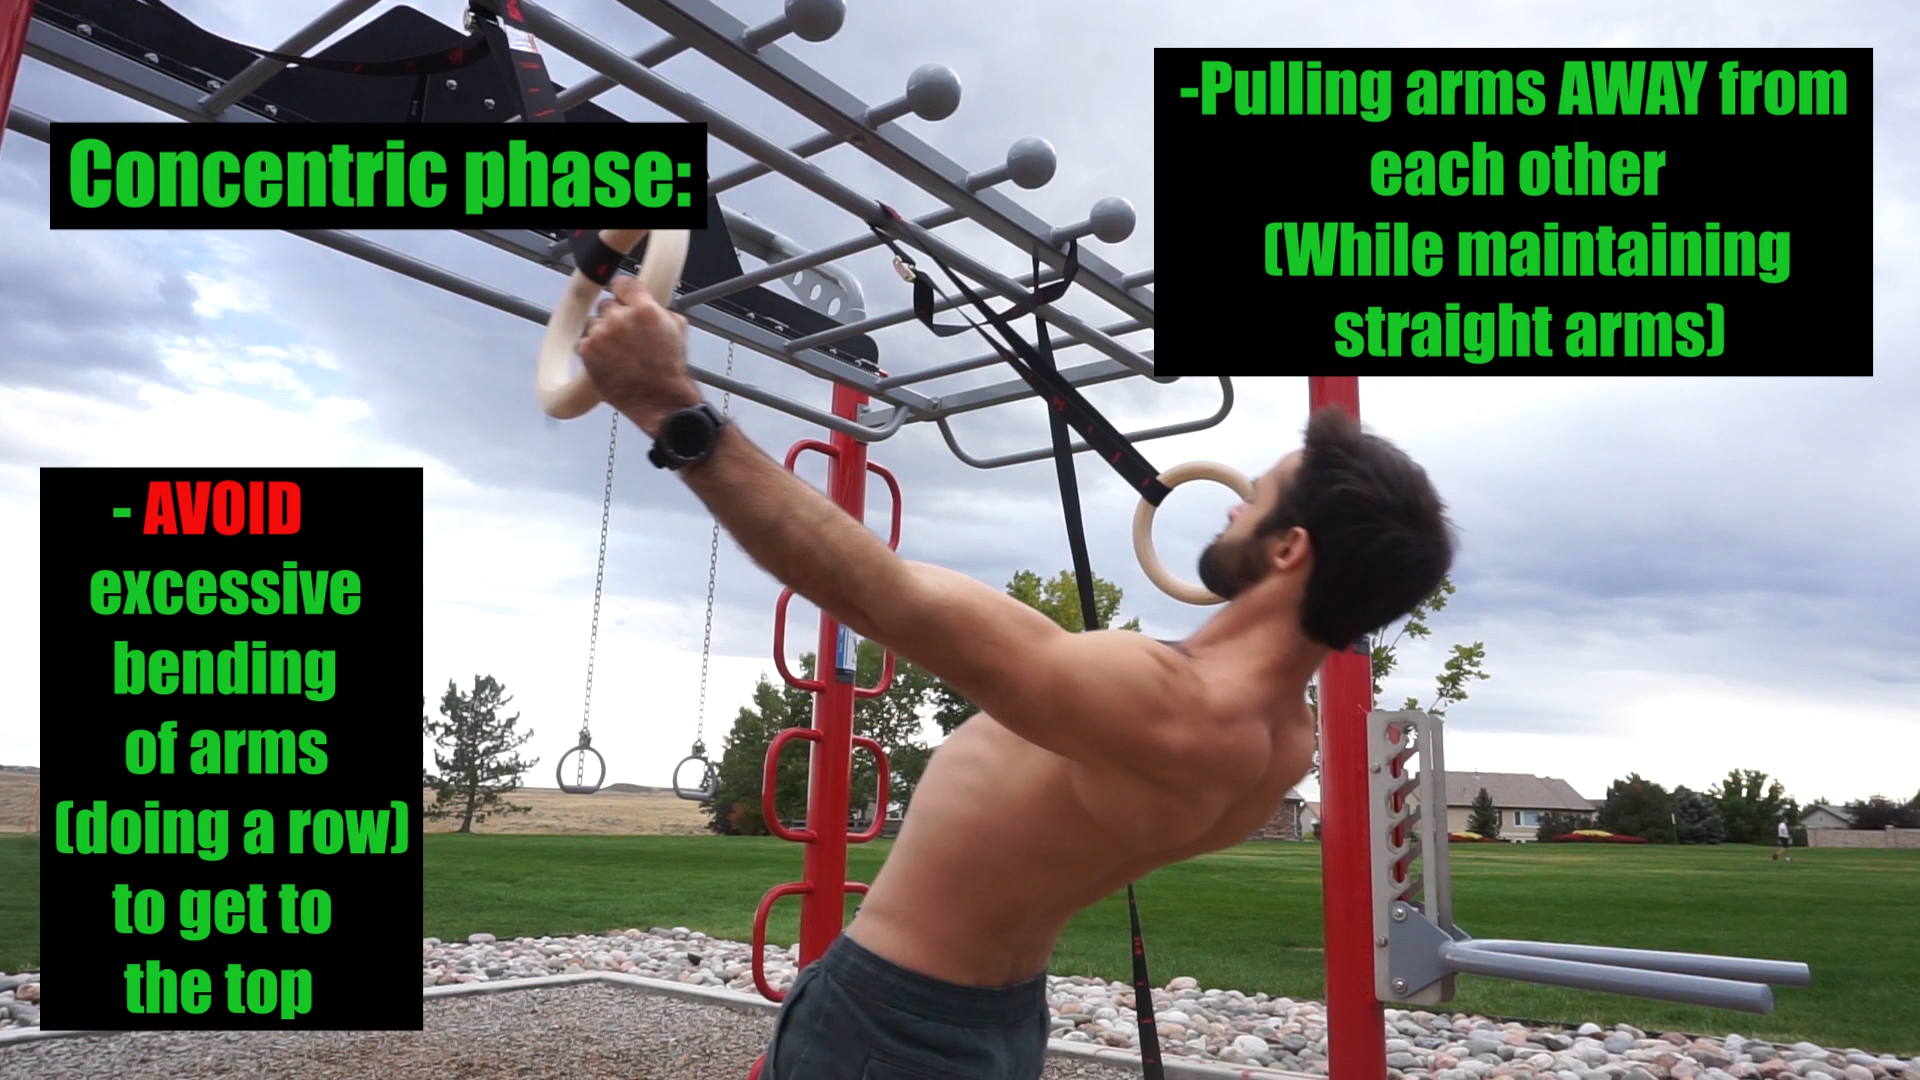 Concentric phase:
-Pulling arms AWAY from
each other
(While maintaining
straight arms)
- AVOID
excessive
bending
of arms
(doing a row)
to get to
the top